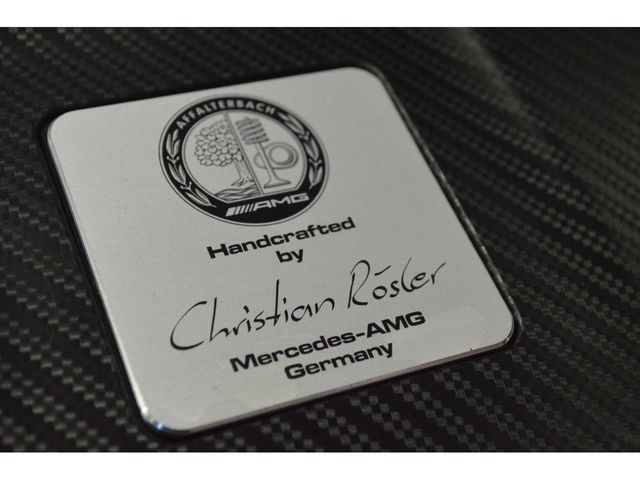 AFFALTERBACH
AMG
Handcrafted
by
Christian Rösler
Mercedes-AMG
Germany